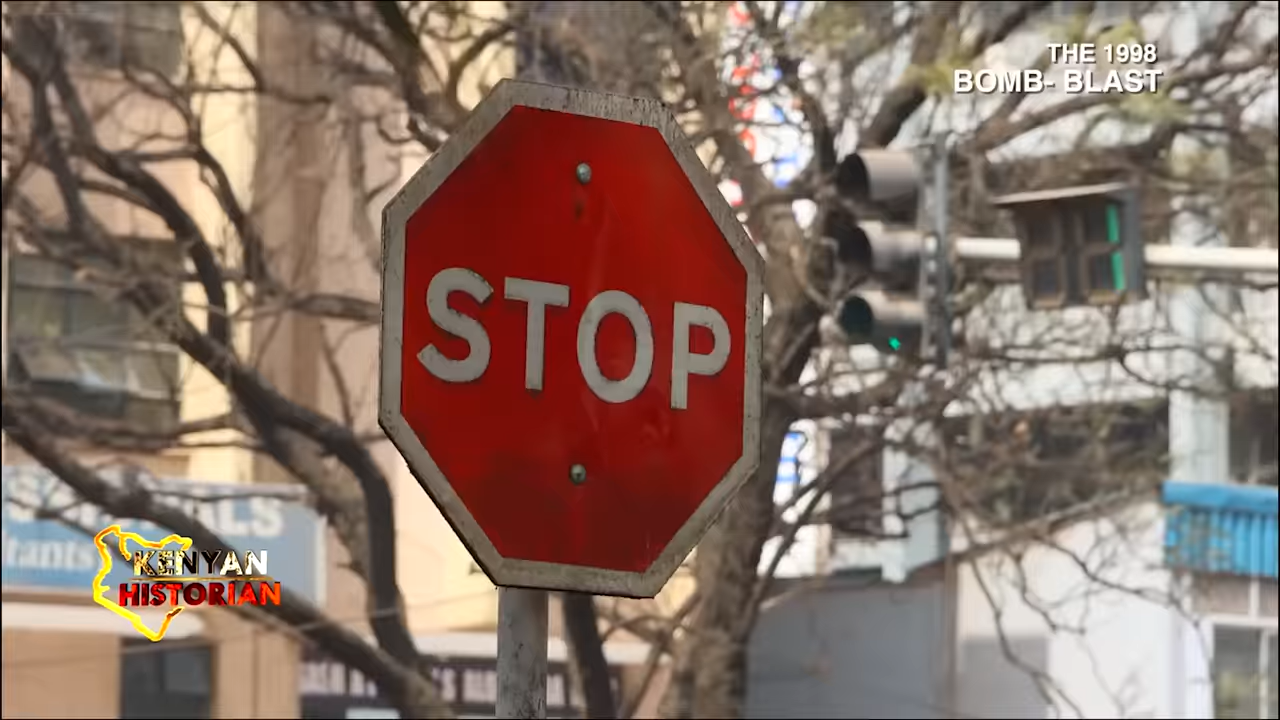 THE 1998
BOMB- BLAST
STOP
KENYAN
HISTORIAN